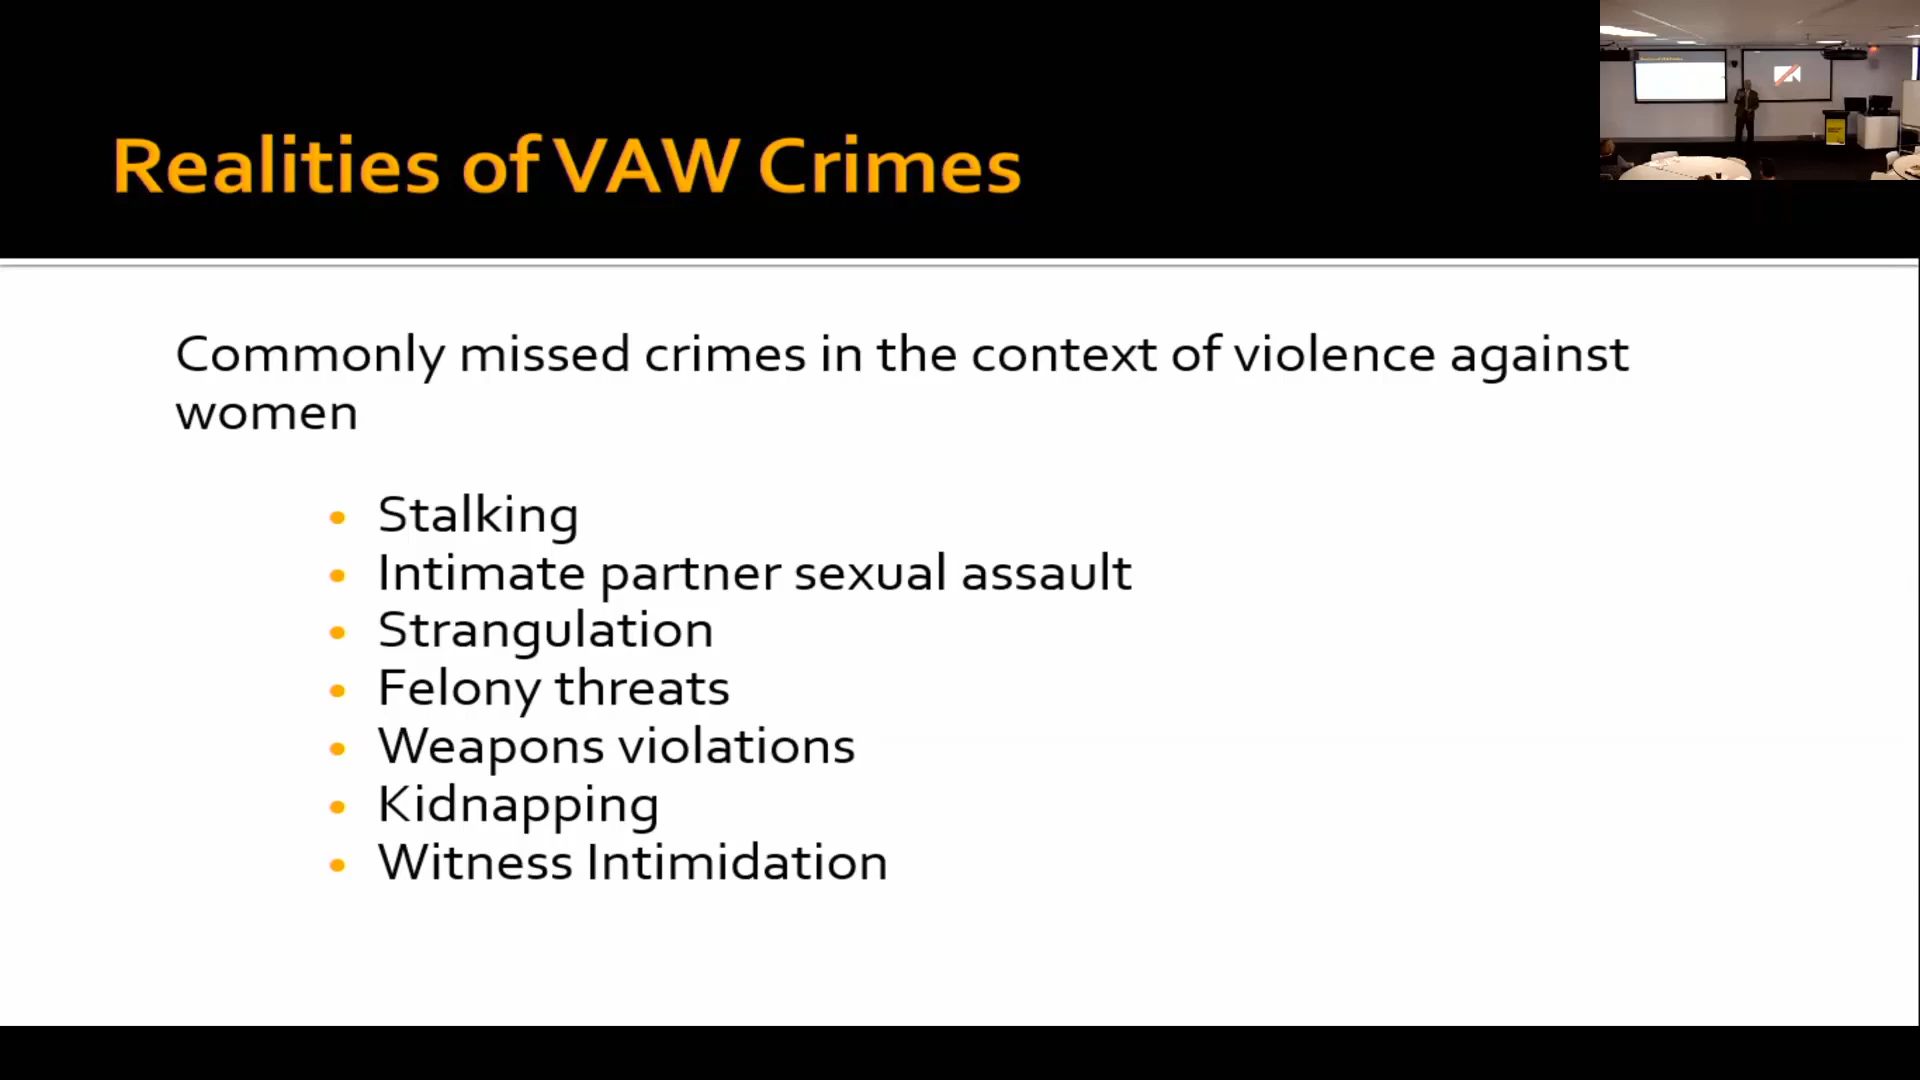 Realities of VAW Crimes
Commonly missed crimes in the context of violence against
women
• Stalking
• Intimate partner sexual assault
• Strangulation
• Felony threats
• Weapons violations
• Kidnapping
• Witness Intimidation